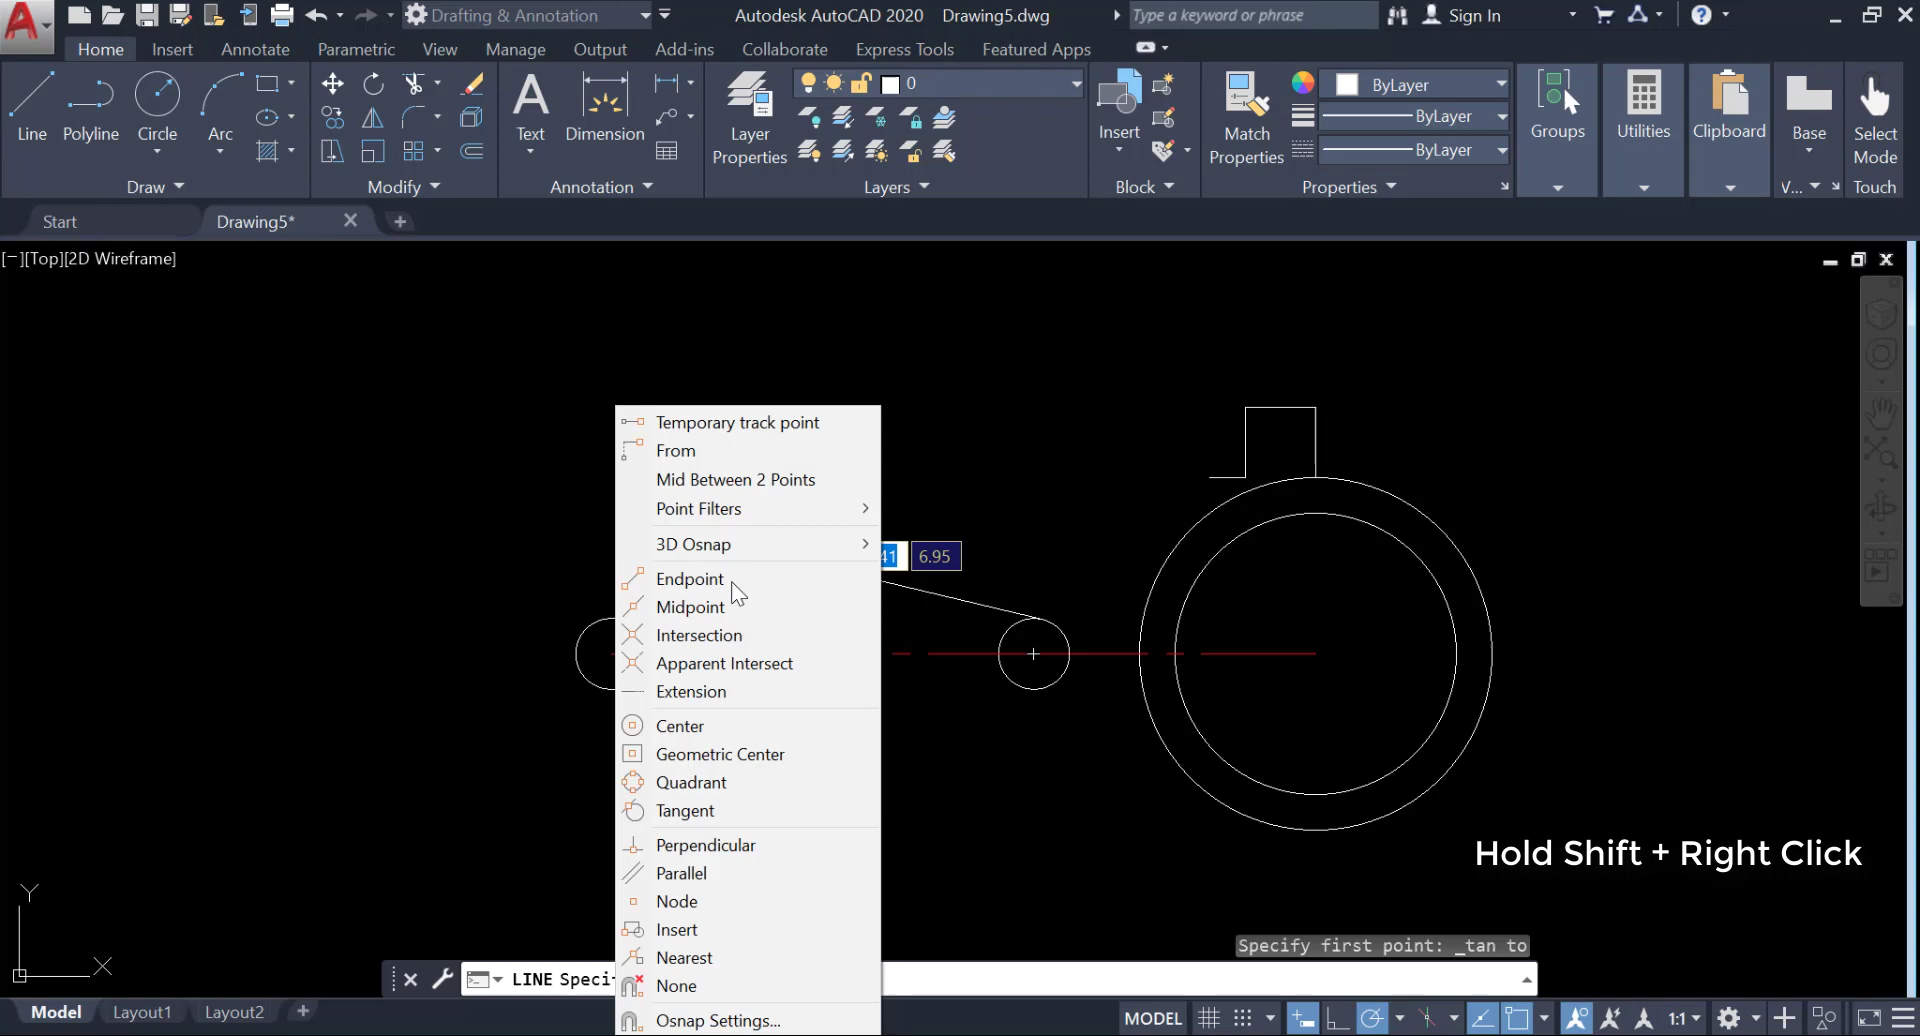 Drafting & Annotation
Autodesk AutoCAD 2020 Drawing5.dwg
Type a keyword or phrase
Sign In
Home Insert Annotate Parametric View Manage Output Add-ins Collaborate Express Tools Featured Apps
0
ByLayer
ByLayer
ByLayer
Line Polyline Circle Arc
Text Dimension
Layer Properties
Insert
Match Properties
Groups Utilities Clipboard Base
Select Mode
Draw Modify Annotation Layers Block Properties V... Touch
Start Drawing5*
[−][Top][2D Wireframe]
Temporary track point
From
Mid Between 2 Points
Point Filters
3D Osnap
41 6.95
Endpoint
Midpoint
Intersection
Apparent Intersect
Extension
Center
Geometric Center
Quadrant
Tangent
Perpendicular
Parallel
Node
Insert
Nearest
None
Osnap Settings...
Hold Shift + Right Click
Y
X
Specify first point: _tan to
LINE Speci
Model Layout1 Layout2
MODEL 1:1